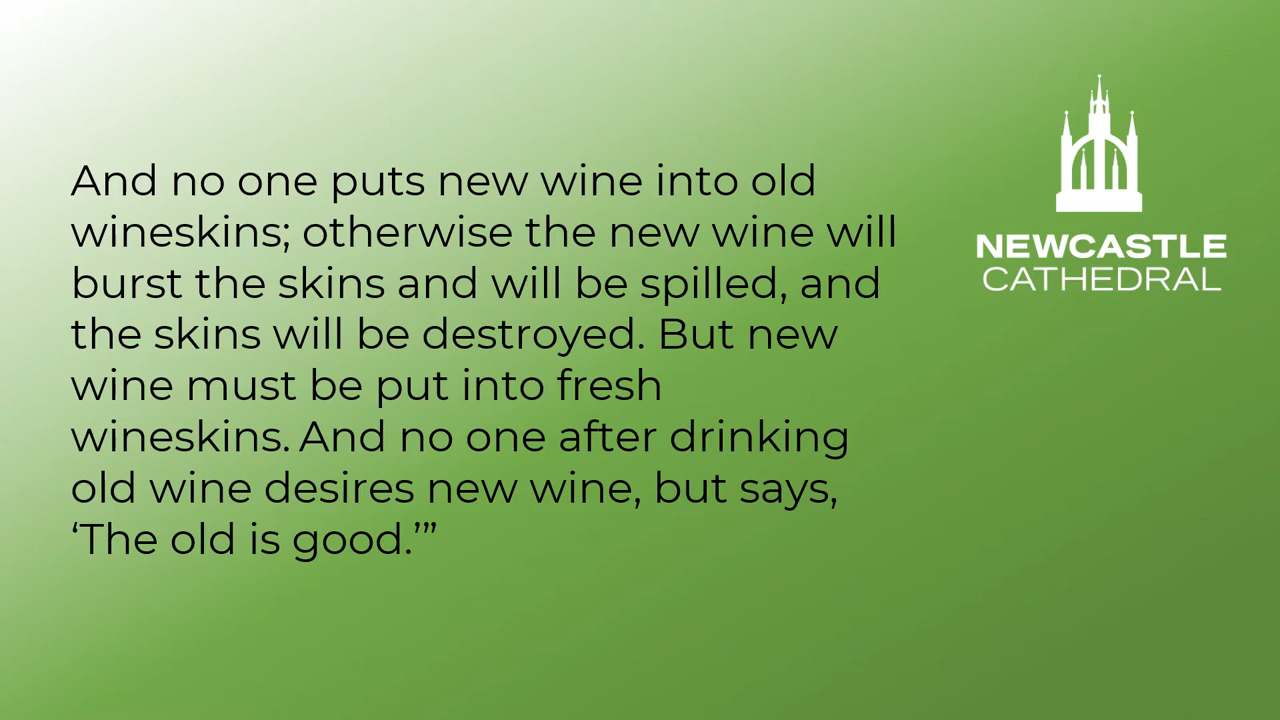 And no one puts new wine into old
wineskins; otherwise the new wine will
burst the skins and will be spilled, and
the skins will be destroyed. But new
wine must be put into fresh
wineskins. And no one after drinking
old wine desires new wine, but says,
‘The old is good.’”
NEWCASTLE
CATHEDRAL